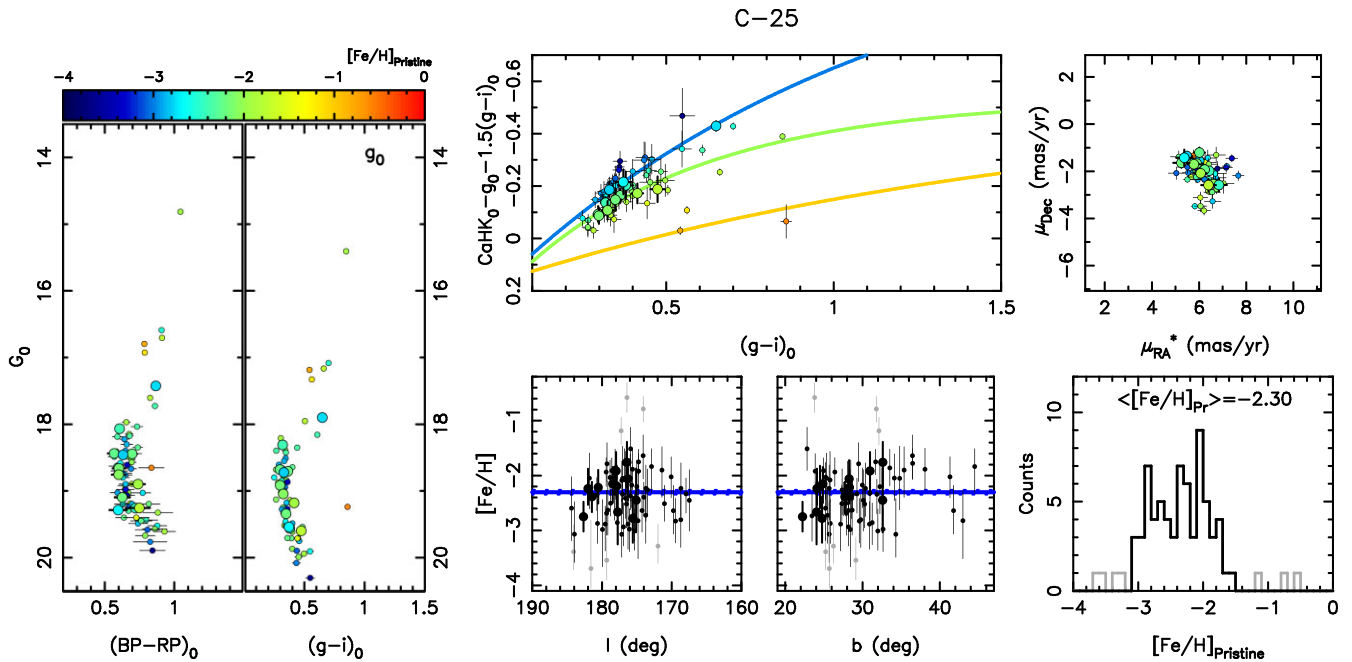 C−25
[Fe/H]Pristine
−4 −3 −2 −1 0
g0
14 16 18 20
G0
14 16 18 20
0.5 1
(BP−RP)0
0.5 1 1.5
(g−i)0
−0.6 −0.4 −0.2 0 0.2
CaHK0−g0−1.5(g−i)0
0.5 1 1.5
(g−i)0
2 0 −2 −4 −6
μDec (mas/yr)
2 4 6 8 10
μRA* (mas/yr)
−1 −2 −3 −4
[Fe/H]
190 180 170 160
l (deg)
20 30 40
b (deg)
<[Fe/H]Pr>=−2.30
10 5 0
Counts
−4 −3 −2 −1 0
[Fe/H]Pristine